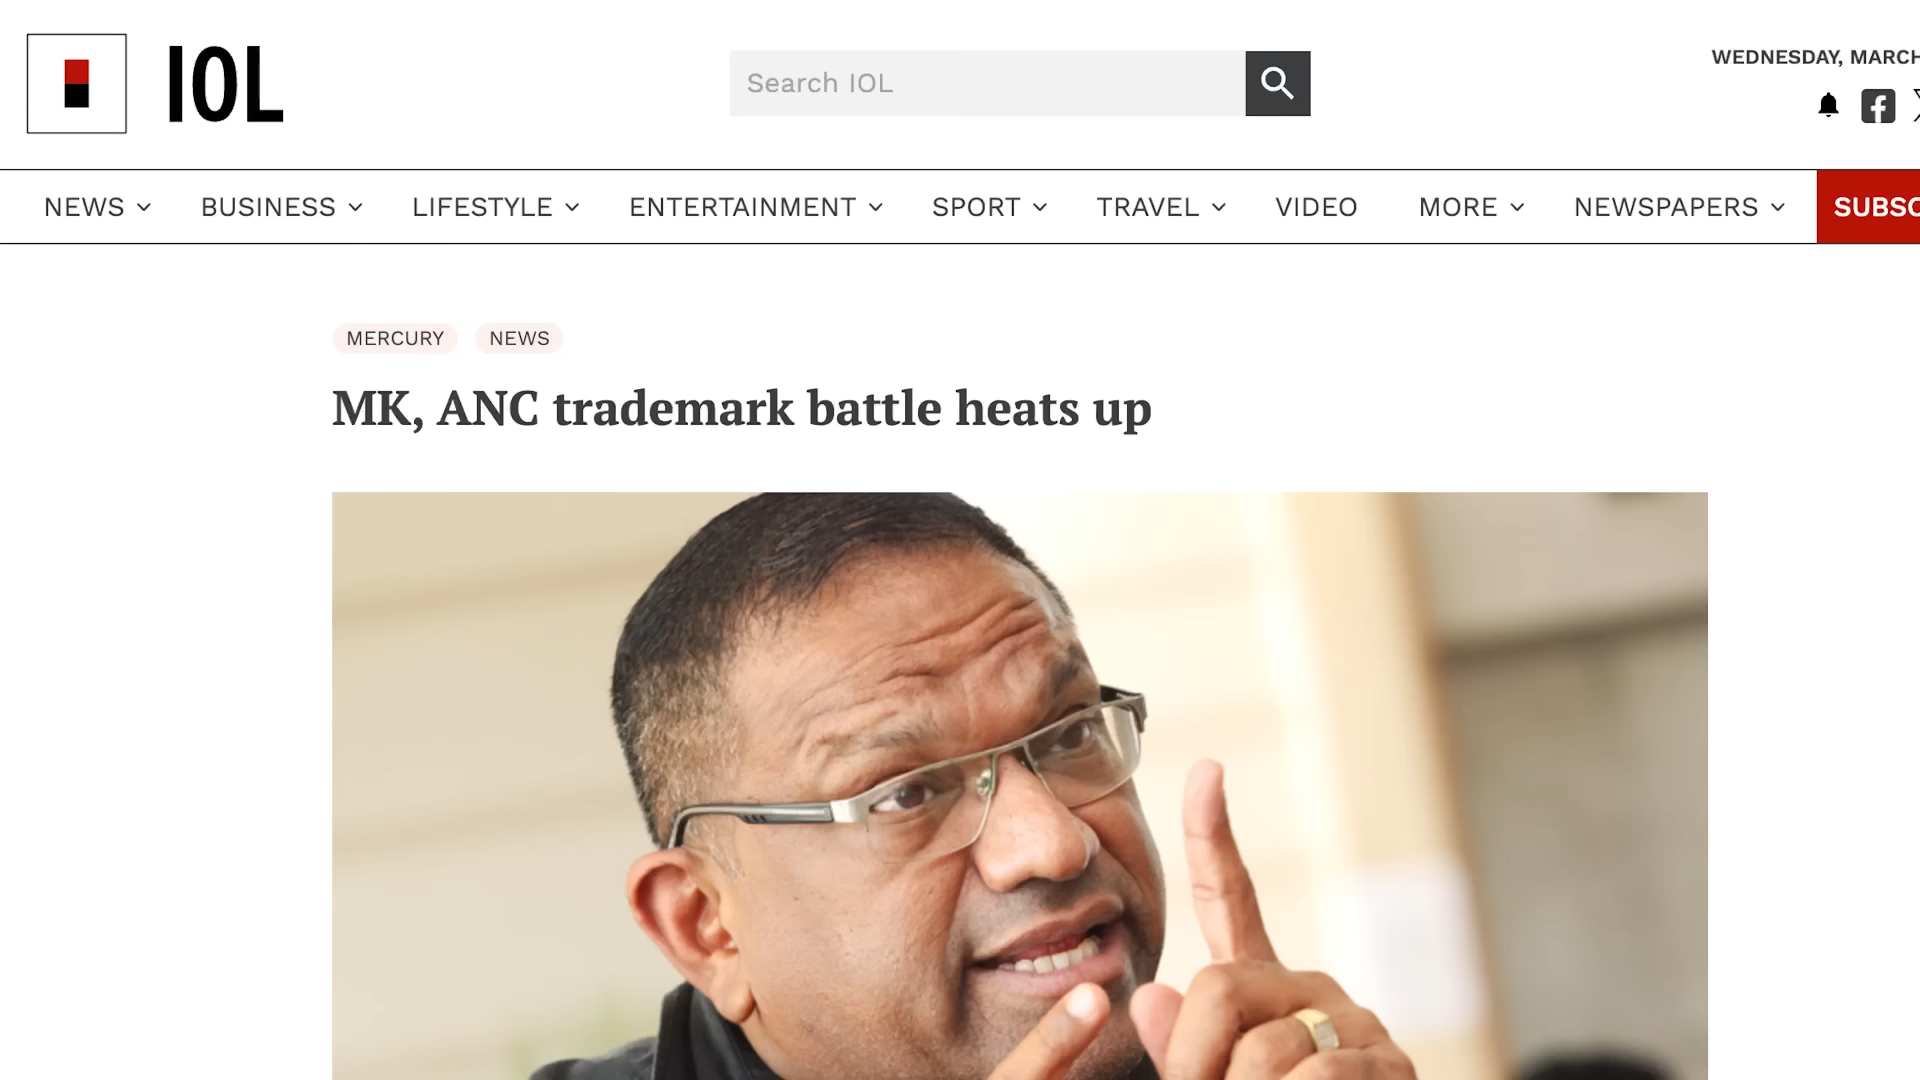 IOL
Search IOL
WEDNESDAY, MARCH
NEWS BUSINESS LIFESTYLE ENTERTAINMENT SPORT TRAVEL VIDEO MORE NEWSPAPERS SUBSC
MERCURY NEWS
MK, ANC trademark battle heats up